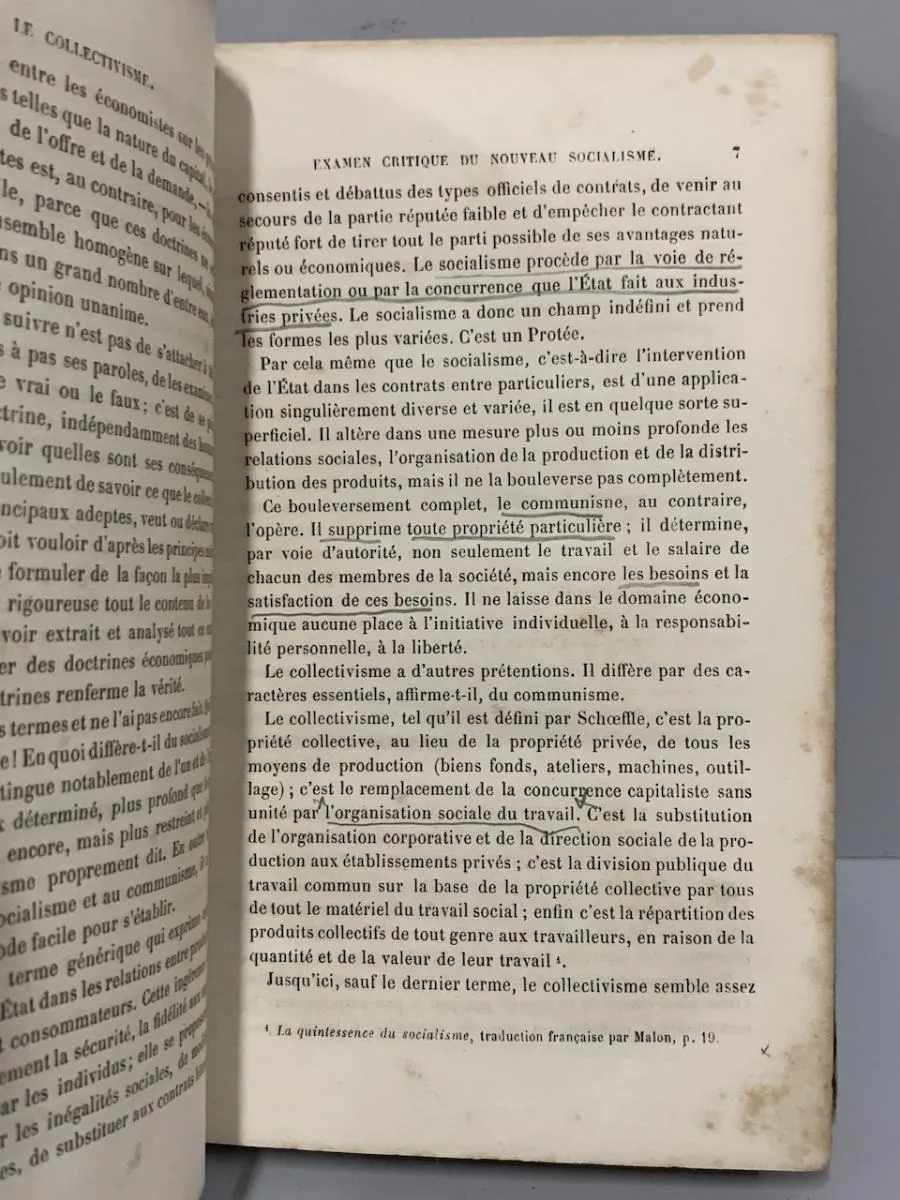 LE COLLECTIVISME.
entre les économistes sur les
telles que la nature du capital,
de l'offre et de la demande, —
tes est, au contraire, pour les
parce que ces doctrines ne
semble homogène sur lequel,
un grand nombre d'entre eux,
opinion unanime.
suivre n'est pas de s'attacher à
à pas ses paroles, de les examiner
vrai ou le faux; c'est de se
indépendamment des
voir quelles sont ses conséquences
ulement de savoir ce que le
ncipaux adeptes, veut ou déclare
oit vouloir d'après les principes
formuler de la façon la plus
rigoureuse tout le contenu de
voir extrait et analysé tout ce
er des doctrines économiques
trines renferme la vérité.
s termes et ne l'ai pas encore fait
! En quoi diffère-t-il du socialisme
tingue notablement de l'un et de
déterminé, plus profond que
encore, mais plus restreint et
sme proprement dit. En outre
ocialisme et au communisme, il
ode facile pour s'établir.
terme générique qui exprime
État dans les relations entre
consommateurs. Cette ingérence
ement la sécurité, la fidélité aux
ar les individus; elle se propose
r les inégalités sociales, de
es, de substituer aux contrats
EXAMEN CRITIQUE DU NOUVEAU SOCIALISME. 7
consentis et débattus des types officiels de contrats, de venir au
secours de la partie réputée faible et d'empêcher le contractant
réputé fort de tirer tout le parti possible de ses avantages natu-
rels ou économiques. Le socialisme procède par la voie de ré-
glementation ou par la concurrence que l'État fait aux indus-
tries privées. Le socialisme a donc un champ indéfini et prend
les formes les plus variées. C'est un Protée.
Par cela même que le socialisme, c'est-à-dire l'intervention
de l'État dans les contrats entre particuliers, est d'une applica-
tion singulièrement diverse et variée, il est en quelque sorte su-
perficiel. Il altère dans une mesure plus ou moins profonde les
relations sociales, l'organisation de la production et de la distri-
bution des produits, mais il ne la bouleverse pas complètement.
Ce bouleversement complet, le communisne, au contraire,
l'opère. Il supprime toute propriété particulière ; il détermine,
par voie d'autorité, non seulement le travail et le salaire de
chacun des membres de la société, mais encore les besoins et la
satisfaction de ces besoins. Il ne laisse dans le domaine écono-
mique aucune place à l'initiative individuelle, à la responsabi-
lité personnelle, à la liberté.
Le collectivisme a d'autres prétentions. Il diffère par des ca-
ractères essentiels, affirme-t-il, du communisme.
Le collectivisme, tel qu'il est défini par Schœffle, c'est la pro-
priété collective, au lieu de la propriété privée, de tous les
moyens de production (biens fonds, ateliers, machines, outil-
lage) ; c'est le remplacement de la concurrence capitaliste sans
unité par l'organisation sociale du travail. C'est la substitution
de l'organisation corporative et de la direction sociale de la pro-
duction aux établissements privés ; c'est la division publique du
travail commun sur la base de la propriété collective par tous
de tout le matériel du travail social ; enfin c'est la répartition des
produits collectifs de tout genre aux travailleurs, en raison de la
quantité et de la valeur de leur travail ¹.
Jusqu'ici, sauf le dernier terme, le collectivisme semble assez
¹ La quintessence du socialisme, traduction française par Malon, p. 19.